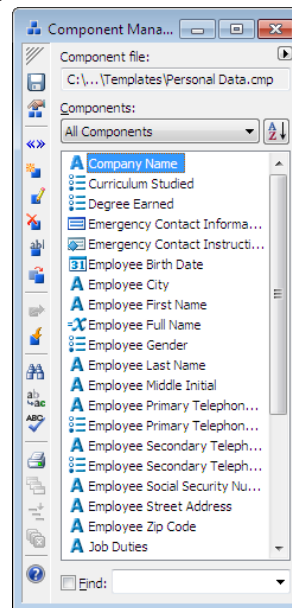 Component Mana...
Component file:
C:\...\Templates\Personal Data.cmp
Components:
All Components
A
Z
Company Name
Curriculum Studied
Degree Earned
Emergency Contact Informa...
Emergency Contact Instructi...
31 Employee Birth Date
Employee City
Employee First Name
Employee Full Name
Employee Gender
Employee Last Name
Employee Middle Initial
Employee Primary Telephon...
Employee Primary Telephon...
Employee Secondary Teleph...
Employee Secondary Teleph...
Employee Social Security Nu...
Employee Street Address
Employee Zip Code
Job Duties
Find: